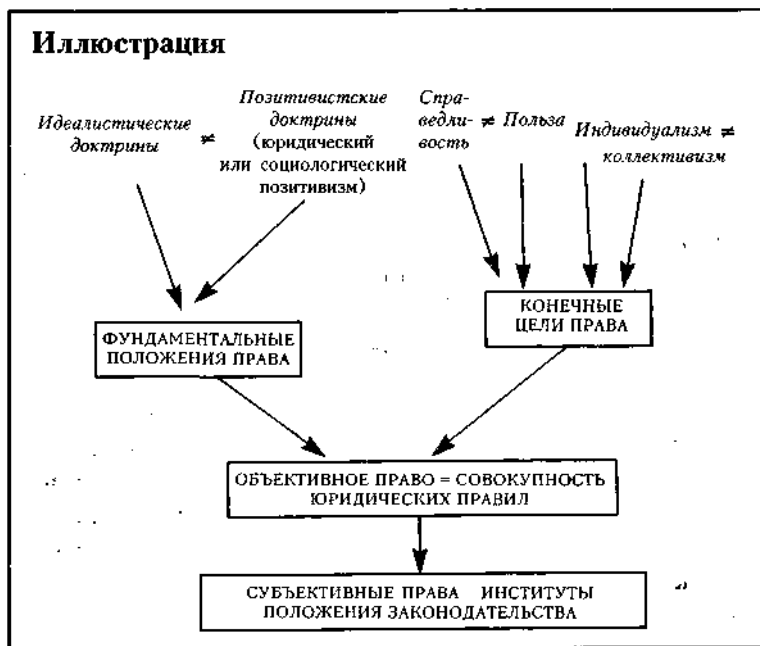 Иллюстрация
Идеалистические
доктрины
≠
Позитивистские
доктрины
(юридический
или социологический
позитивизм)
Спра-
ведли-
вость
≠ Польза
Индивидуализм ≠
коллективизм
ФУНДАМЕНТАЛЬНЫЕ
ПОЛОЖЕНИЯ ПРАВА
КОНЕЧНЫЕ
ЦЕЛИ ПРАВА
ОБЪЕКТИВНОЕ ПРАВО = СОВОКУПНОСТЬ
ЮРИДИЧЕСКИХ ПРАВИЛ
СУБЪЕКТИВНЫЕ ПРАВА ИНСТИТУТЫ
ПОЛОЖЕНИЯ ЗАКОНОДАТЕЛЬСТВА